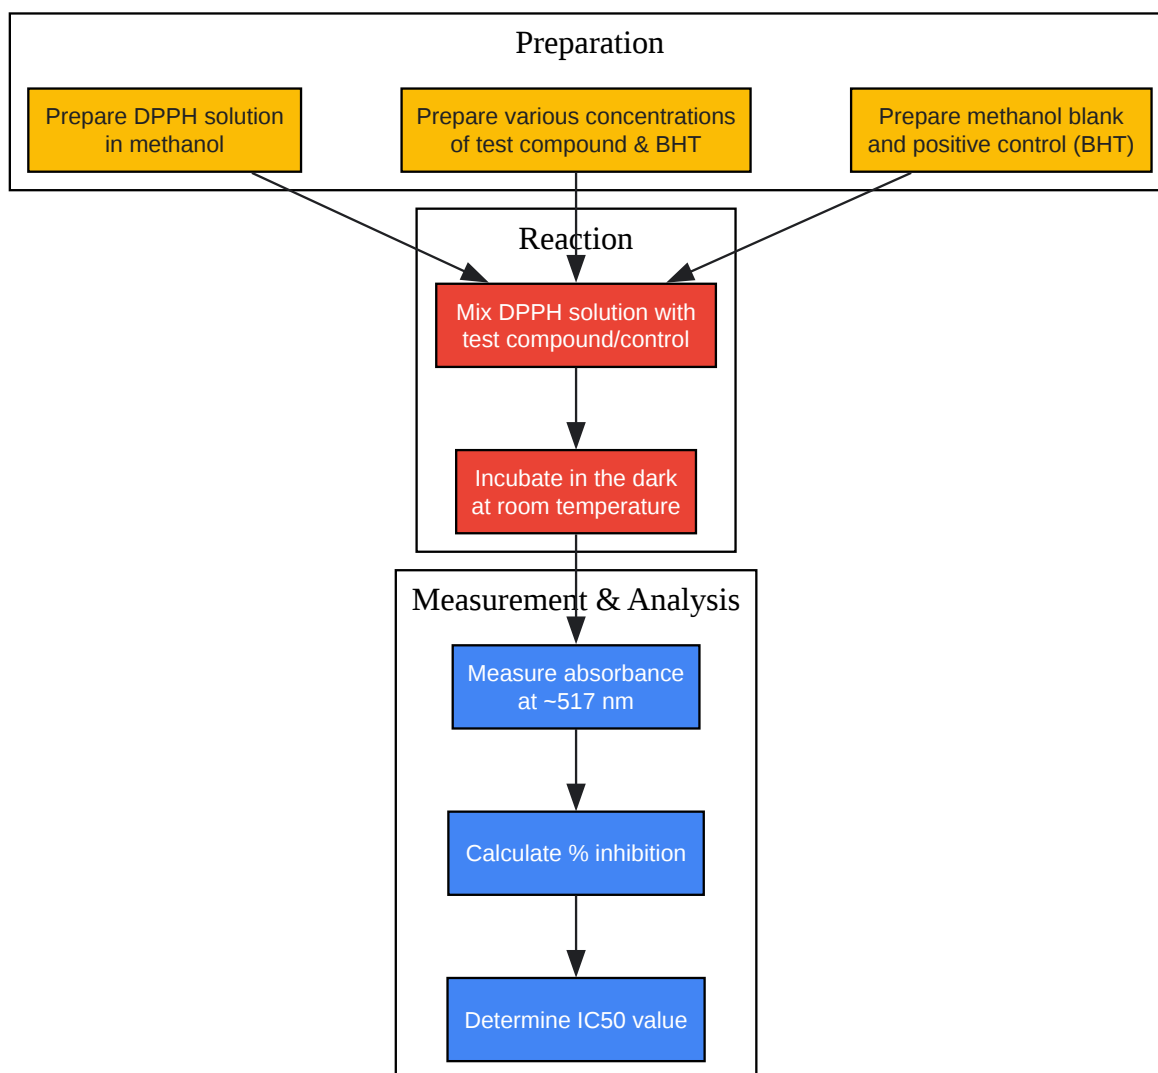 Preparation
Prepare DPPH solution
in methanol
Prepare various concentrations
of test compound & BHT
Prepare methanol blank
and positive control (BHT)
Reaction
Mix DPPH solution with
test compound/control
Incubate in the dark
at room temperature
Measurement & Analysis
Measure absorbance
at ~517 nm
Calculate % inhibition
Determine IC50 value